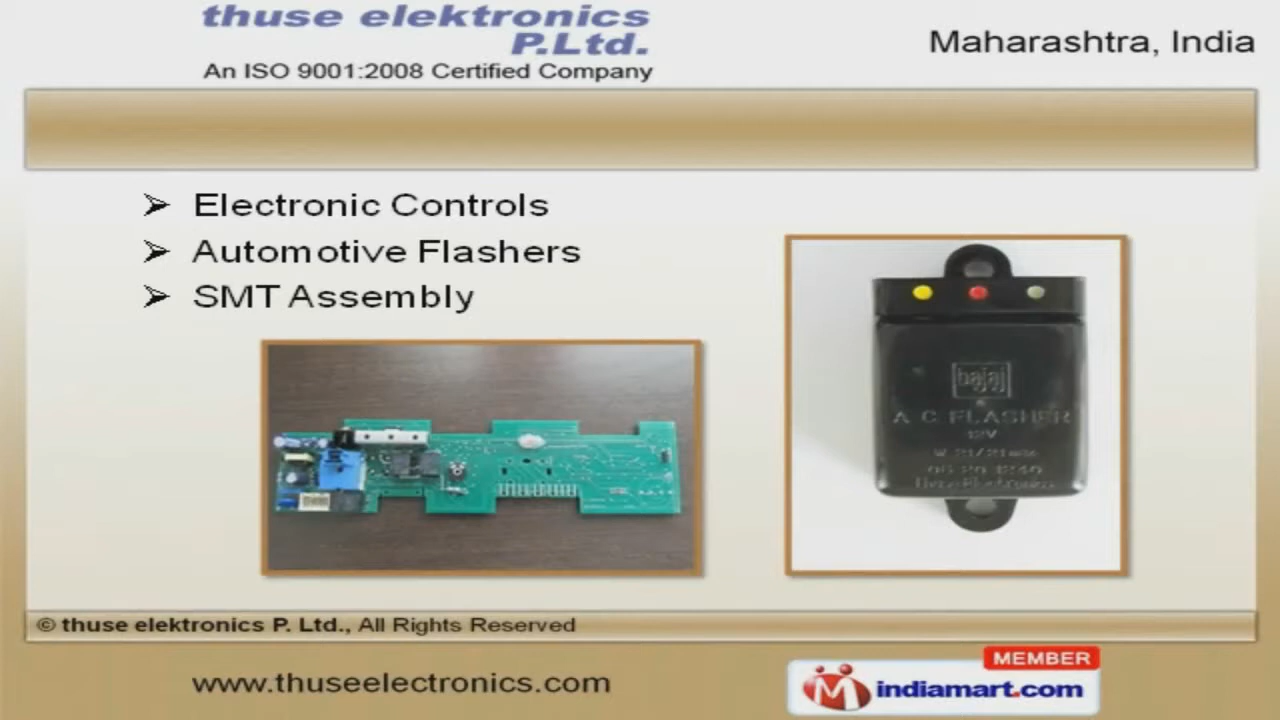 thuse elektronics
P.Ltd.
An ISO 9001:2008 Certified Company
Maharashtra, India
Electronic Controls
Automotive Flashers
SMT Assembly
bajaj
A.C. FLASHER
12V
© thuse elektronics P. Ltd., All Rights Reserved
www.thuseelectronics.com
MEMBER
indiamart.com